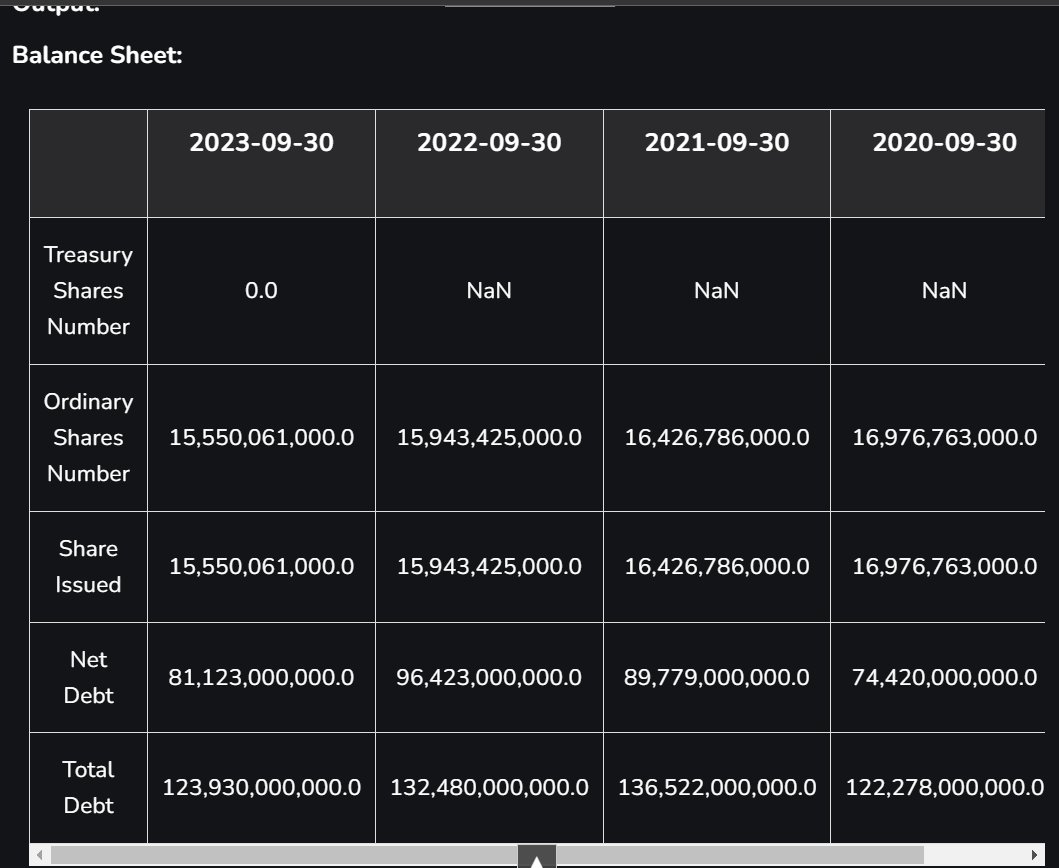 Output:
Balance Sheet:
2023-09-30 2022-09-30 2021-09-30 2020-09-30
Treasury
Shares 0.0 NaN NaN NaN
Number
Ordinary
Shares 15,550,061,000.0 15,943,425,000.0 16,426,786,000.0 16,976,763,000.0
Number
Share
Issued 15,550,061,000.0 15,943,425,000.0 16,426,786,000.0 16,976,763,000.0
Net
Debt 81,123,000,000.0 96,423,000,000.0 89,779,000,000.0 74,420,000,000.0
Total
Debt 123,930,000,000.0 132,480,000,000.0 136,522,000,000.0 122,278,000,000.0